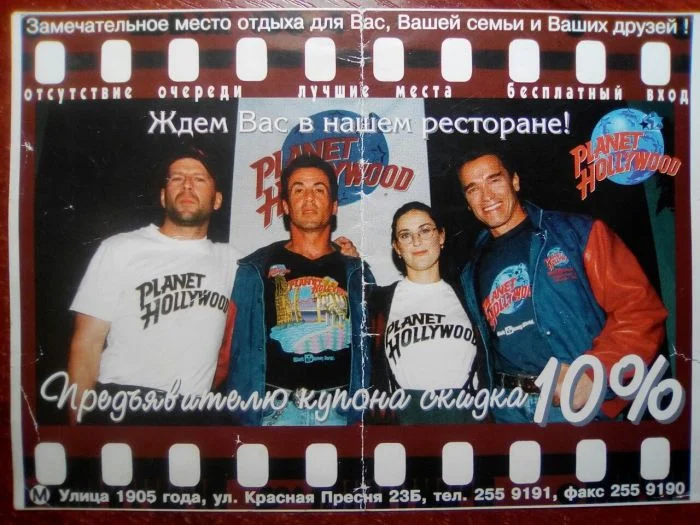 Замечательное место отдыха для Вас, Вашей семьи и Ваших друзей !
отсутствие очереди лучшие места бесплатный вход
Ждем Вас в нашем ресторане!
PLANET
HOLLYWOOD
PLANET
HOLLYWOOD
PLANET
HOLLYWOOD
PLANET
HOLLYWOOD
PLANET
HOLLYWOOD
Предъявителю купона скидка 10%
М Улица 1905 года, ул. Красная Пресня 23Б, тел. 255 9191, факс 255 9190